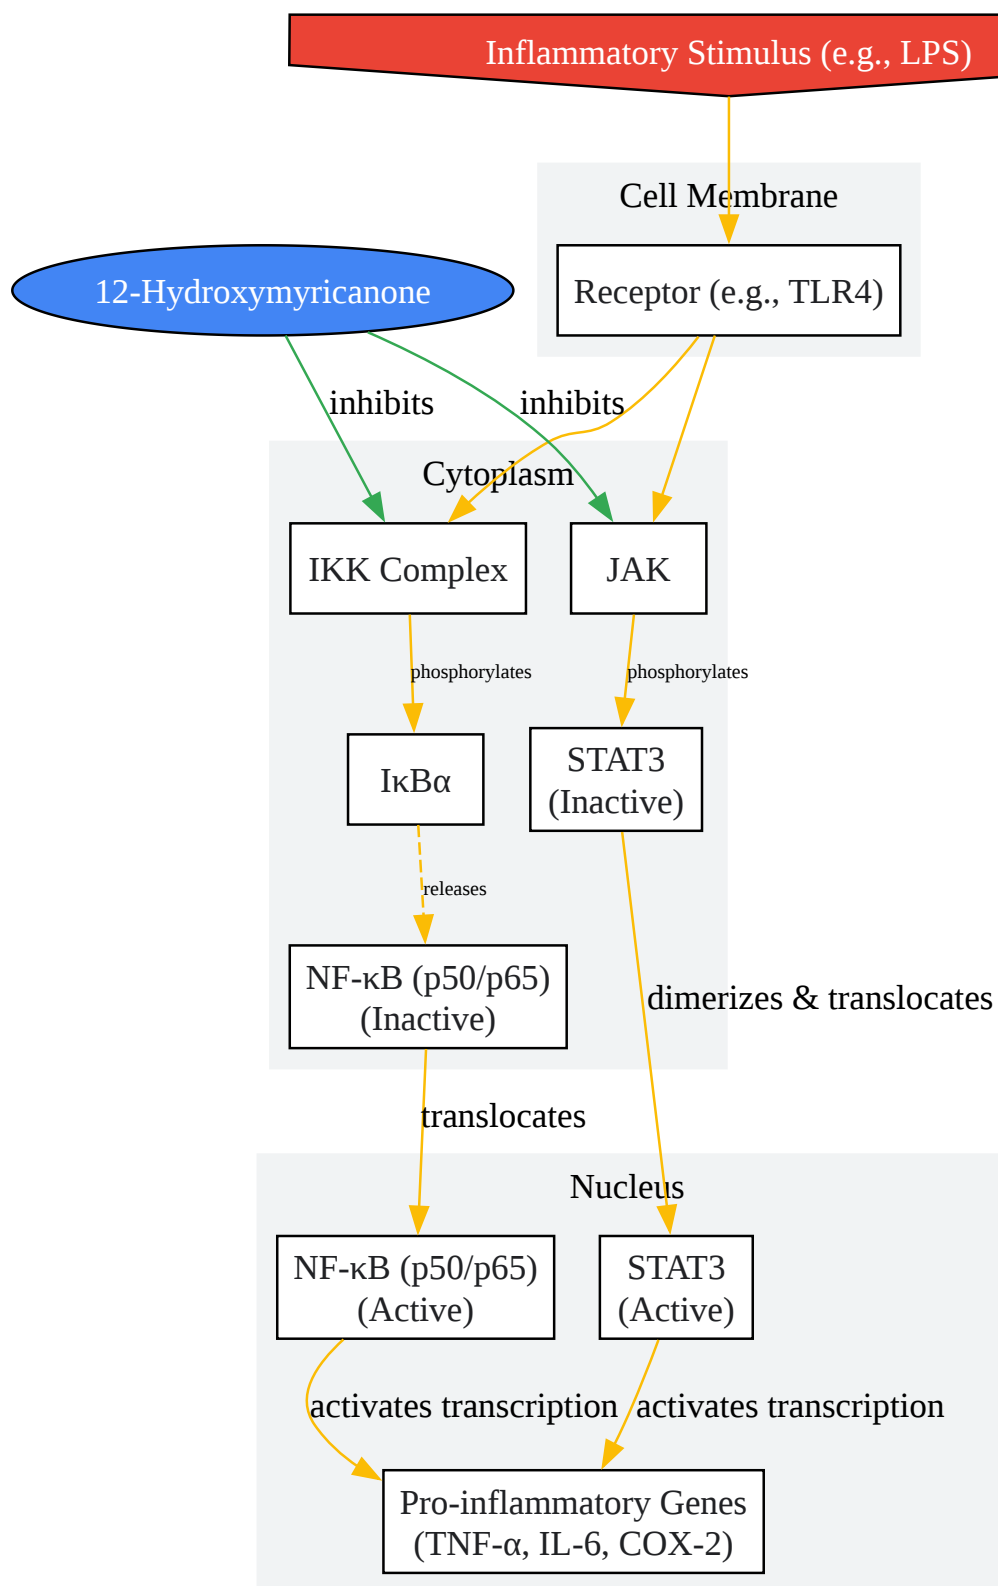 Inflammatory Stimulus (e.g., LPS)
Cell Membrane
12-Hydroxymyricanone
Receptor (e.g., TLR4)
inhibits
inhibits
Cytoplasm
IKK Complex
JAK
phosphorylates
phosphorylates
IκBα
STAT3
(Inactive)
releases
NF-κB (p50/p65)
(Inactive)
dimerizes & translocates
translocates
Nucleus
NF-κB (p50/p65)
(Active)
STAT3
(Active)
activates transcription
activates transcription
Pro-inflammatory Genes
(TNF-α, IL-6, COX-2)